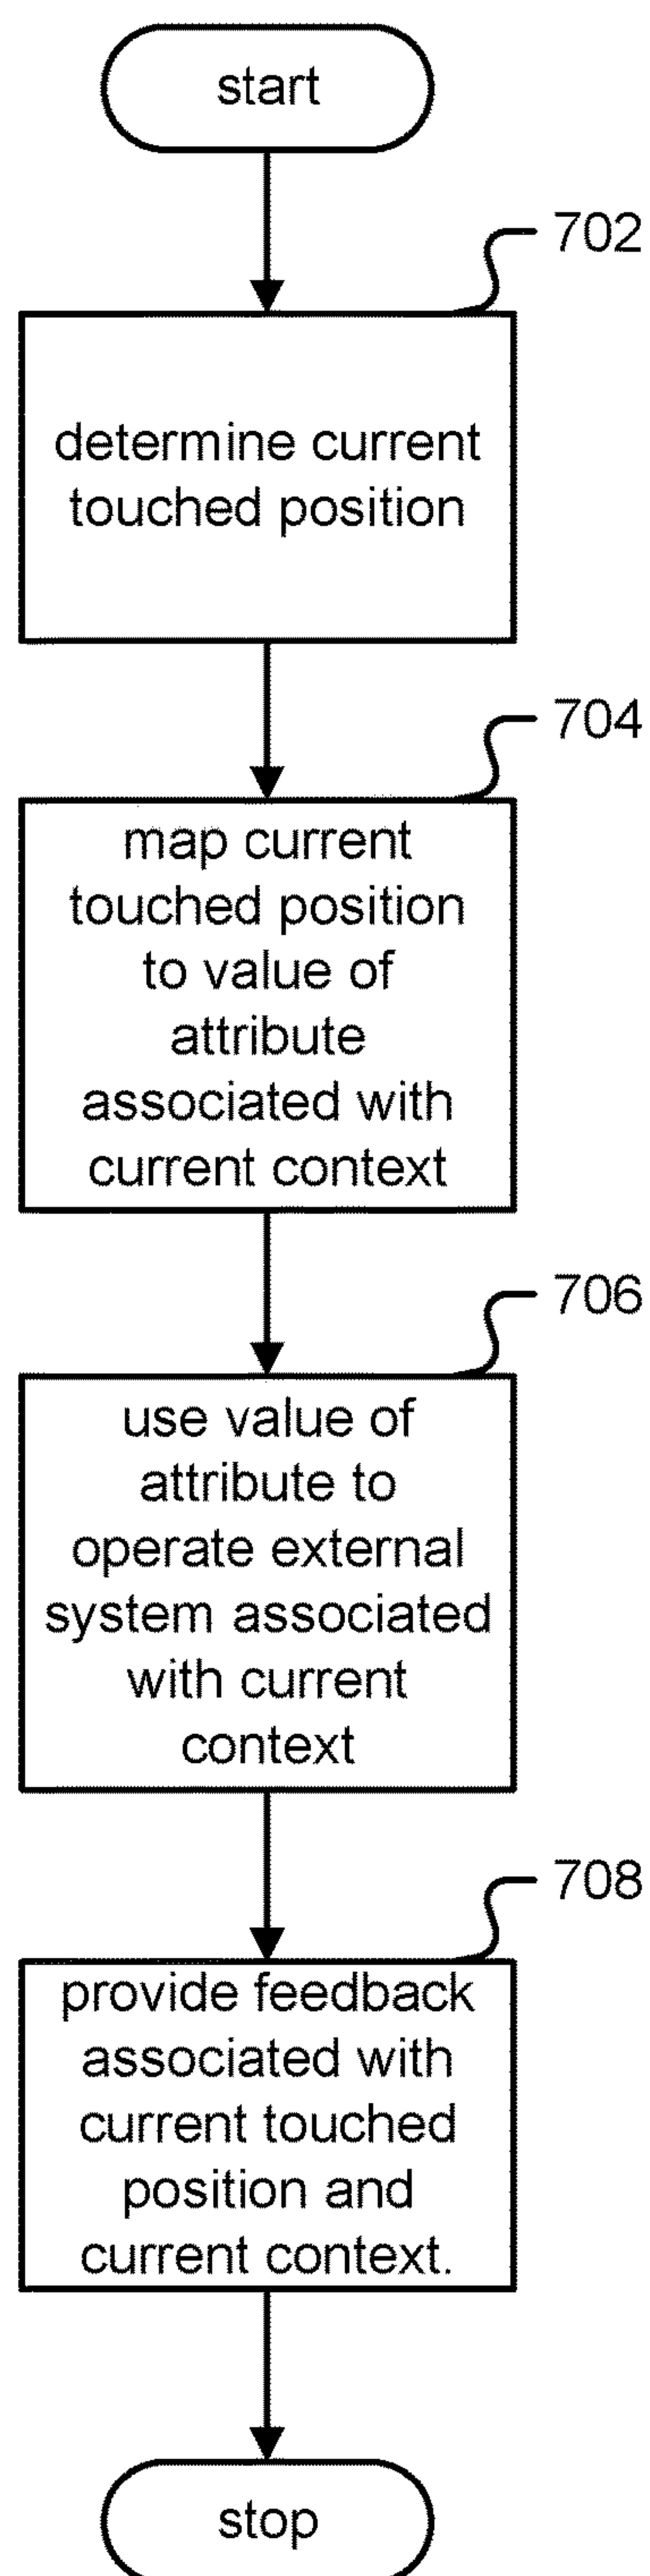 start
702
determine current
touched position
704
map current
touched position
to value of
attribute
associated with
current context
706
use value of
attribute to
operate external
system associated
with current
context
708
provide feedback
associated with
current touched
position and
current context.
stop